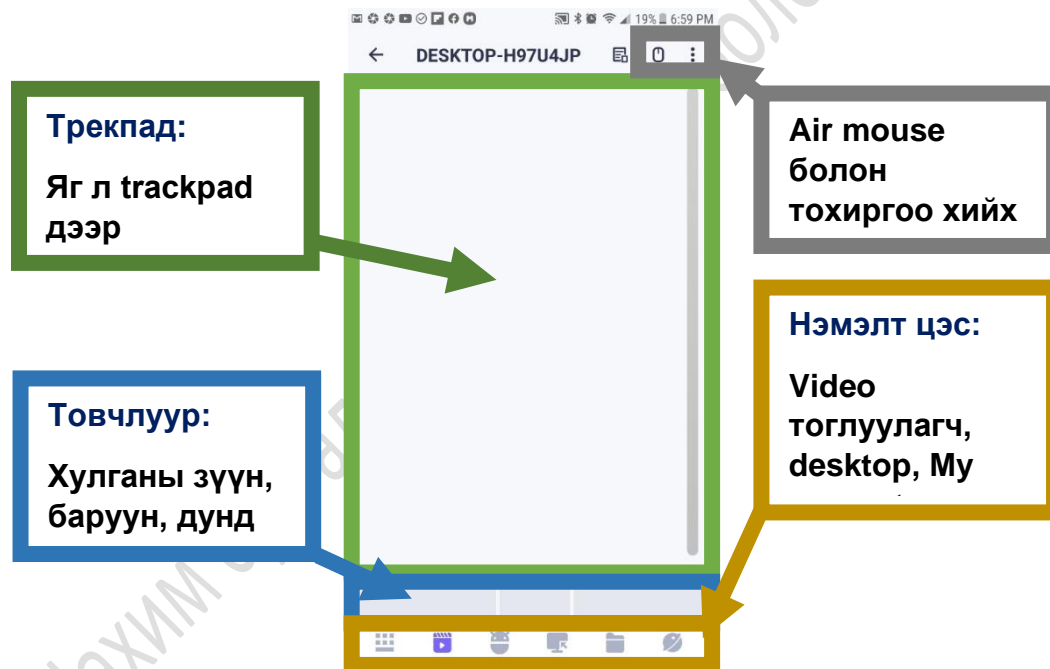 19% 6:59 PM
DESKTOP-H97U4JP
Трекпад:
Яг л trackpad
дээр
Air mouse
болон
тохиргоо хийх
Товчлуур:
Хулганы зүүн,
баруун, дунд
Нэмэлт цэс:
Video
тоглуулагч,
desktop, My